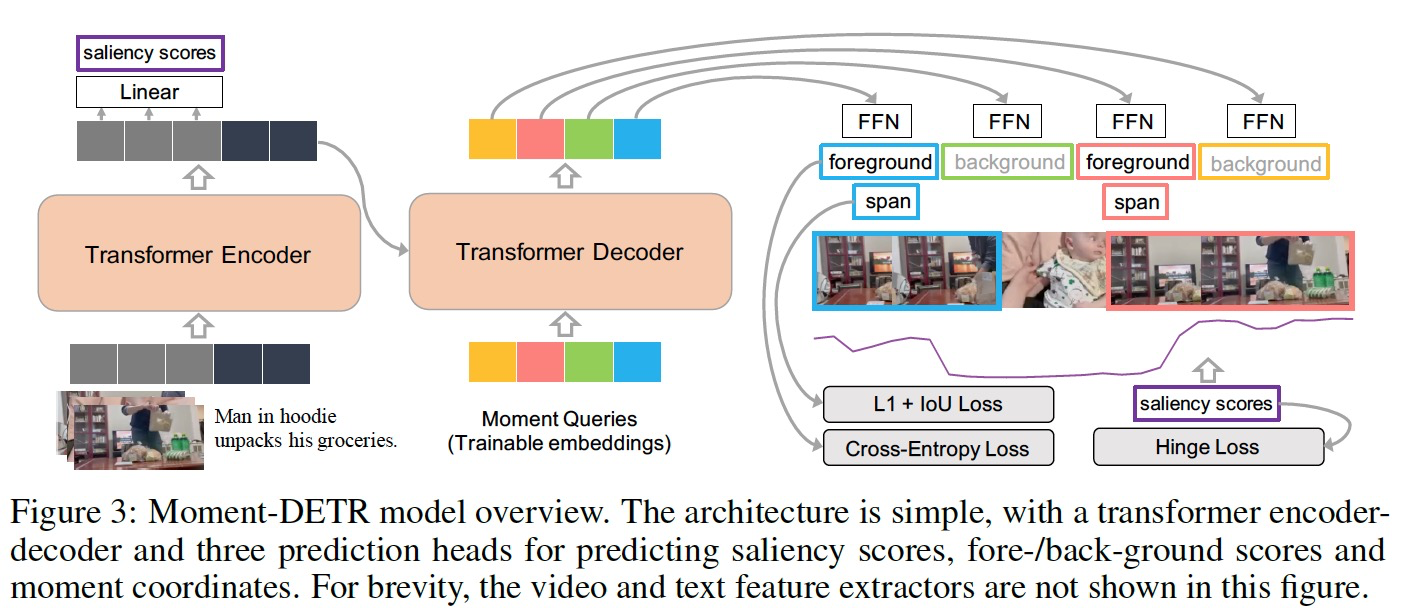 saliency scores
Linear
Transformer Encoder
Man in hoodie
unpacks his groceries.
Transformer Decoder
Moment Queries
(Trainable embeddings)
FFN
FFN
FFN
FFN
foreground
background
foreground
background
span
span
L1 + IoU Loss
saliency scores
Cross-Entropy Loss
Hinge Loss
Figure 3: Moment-DETR model overview. The architecture is simple, with a transformer encoder-
decoder and three prediction heads for predicting saliency scores, fore-/back-ground scores and
moment coordinates. For brevity, the video and text feature extractors are not shown in this figure.